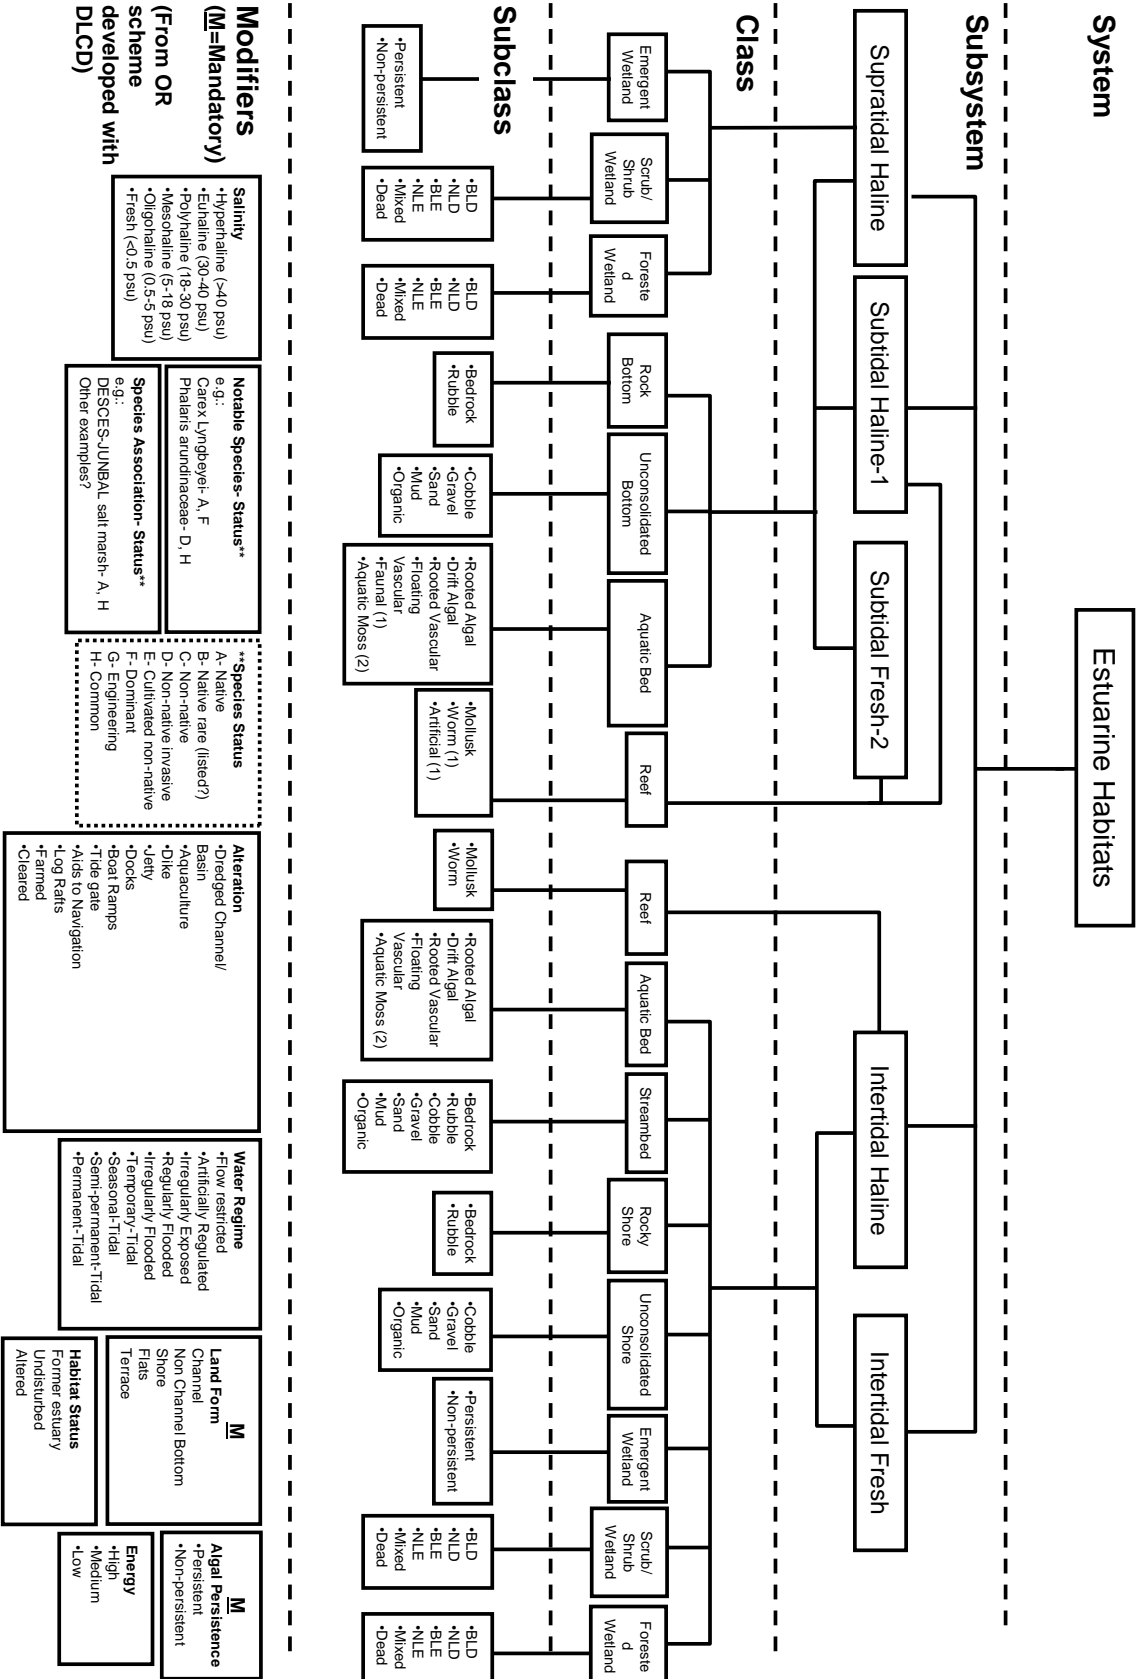 System
Estuarine Habitats
Subsystem
Supratidal Haline
Subtidal Haline-1
Subtidal Fresh-2
Intertidal Haline
Intertidal Fresh
Class
Emergent
Wetland
Scrub/
Shrub
Wetland
Foreste
d
Wetland
Rock
Bottom
Unconsolidated
Bottom
Aquatic Bed
Reef
Reef
Aquatic Bed
Streambed
Rocky
Shore
Unconsolidated
Shore
Emergent
Wetland
Scrub/
Shrub
Wetland
Foreste
d
Wetland
Subclass
•Persistent
•Non-persistent
•BLD
•NLD
•BLE
•NLE
•Mixed
•Dead
•BLD
•NLD
•BLE
•NLE
•Mixed
•Dead
•Bedrock
•Rubble
•Cobble
•Gravel
•Sand
•Mud
•Organic
•Rooted Algal
•Drift Algal
•Rooted Vascular
•Floating
Vascular
•Faunal (1)
•Aquatic Moss (2)
•Mollusk
•Worm (1)
•Artificial (1)
•Mollusk
•Worm
•Rooted Algal
•Drift Algal
•Rooted Vascular
•Floating
Vascular
•Aquatic Moss (2)
•Bedrock
•Rubble
•Cobble
•Gravel
•Sand
•Mud
•Organic
•Bedrock
•Rubble
•Cobble
•Gravel
•Sand
•Mud
•Organic
•Persistent
•Non-persistent
•BLD
•NLD
•BLE
•NLE
•Mixed
•Dead
•BLD
•NLD
•BLE
•NLE
•Mixed
•Dead
Modifiers
(M=Mandatory)
(From OR
scheme
developed with
DLCD)
Salinity
•Hyperhaline (>40 psu)
•Euhaline (30-40 psu)
•Polyhaline (18-30 psu)
•Mesohaline (5-18 psu)
•Oligohaline (0.5-5 psu)
•Fresh (<0.5 psu)
Notable Species- Status**
e.g.:
Carex Lyngbeyei- A, F
Phalaris arundinaceae- D, H
Species Association- Status**
e.g.:
DESCES-JUNBAL salt marsh- A, H
Other examples?
**Species Status
A- Native
B- Native rare (listed?)
C- Non-native
D- Non-native invasive
E- Cultivated non-native
F- Dominant
G- Engineering
H- Common
Alteration
•Dredged Channel/
Basin
•Aquaculture
•Dike
•Jetty
•Docks
•Boat Ramps
•Tide gate
•Aids to Navigation
•Log Rafts
•Farmed
•Cleared
Water Regime
•Flow restricted
•Artificially Regulated
•Irregularly Exposed
•Regularly Flooded
•Irregularly Flooded
•Temporary-Tidal
•Seasonal-Tidal
•Semi-permanent-Tidal
•Permanent-Tidal
M
Land Form
Channel
Non Channel Bottom
Shore
Flats
Terrace
Habitat Status
Former estuary
Undisturbed
Altered
M
Algal Persistence
•Persistent
•Non-persistent
Energy
•High
•Medium
•Low